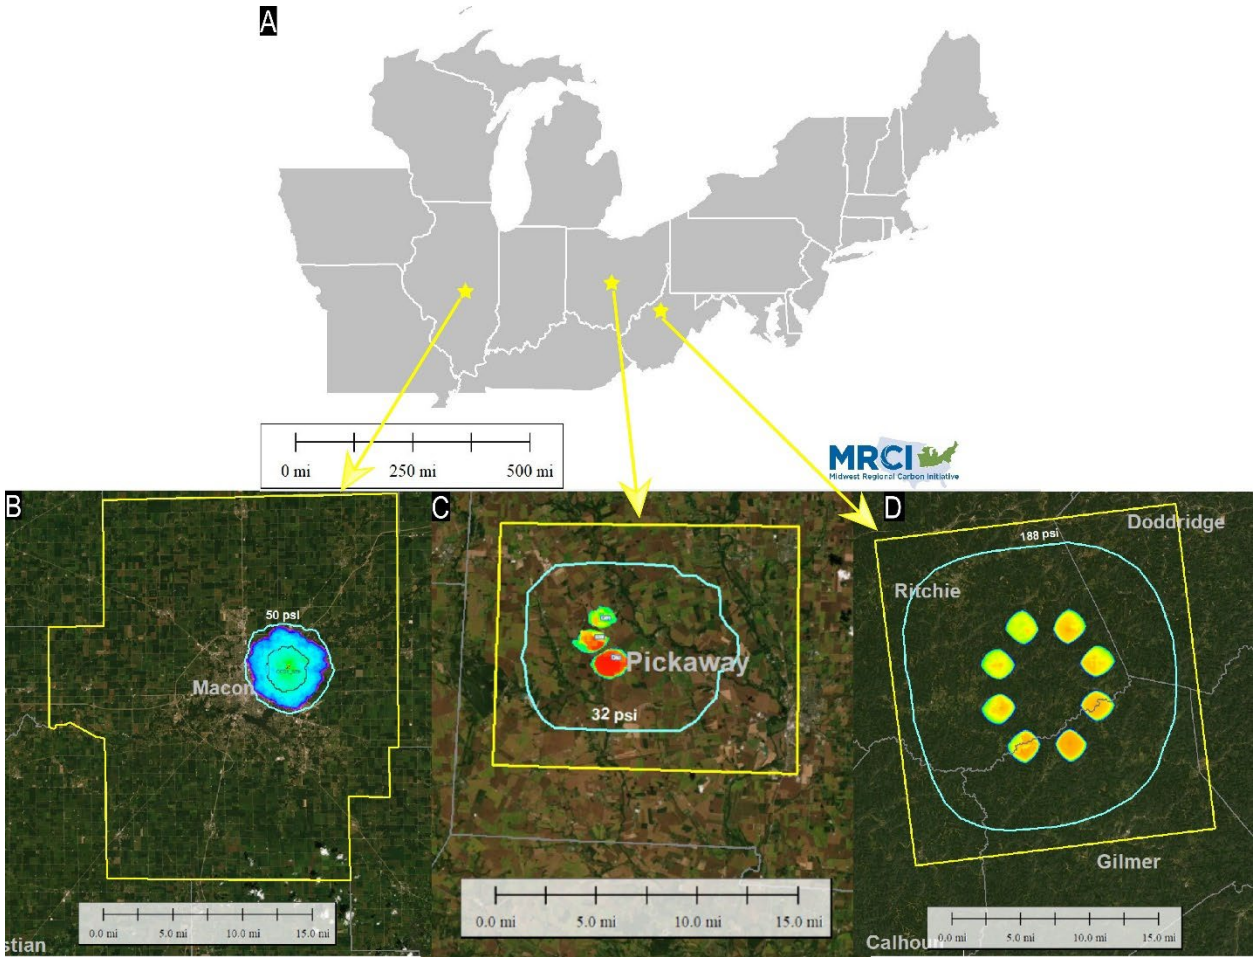 A
0 mi 250 mi 500 mi
MRCI
Midwest Regional Carbon Initiative
B
50 psi
Macon
0.0 mi 5.0 mi 10.0 mi 15.0 mi
stian
C
Pickaway
32 psi
0.0 mi 5.0 mi 10.0 mi 15.0 mi
D
Doddridge
188 psi
Ritchie
Gilmer
0.0 mi 5.0 mi 10.0 mi 15.0 mi
Calhoun